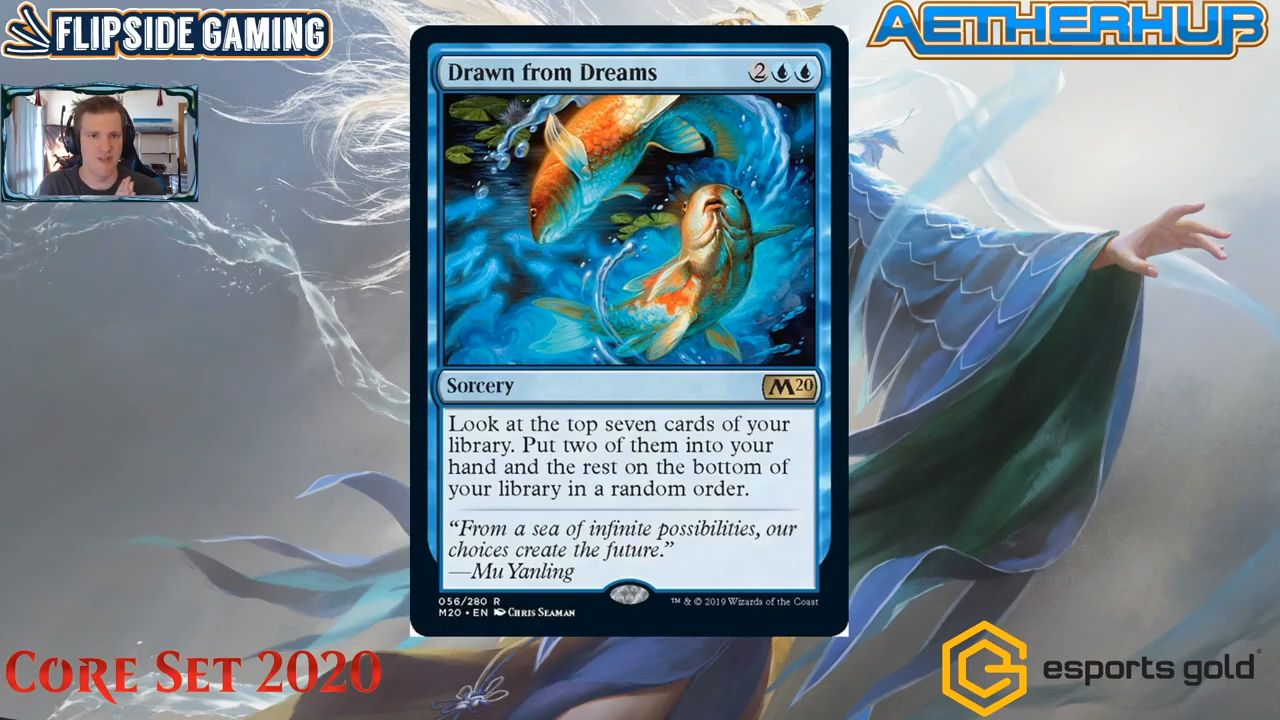 FLIPSIDE GAMING
AETHERHUB
Drawn from Dreams 2
Sorcery M20
Look at the top seven cards of your
library. Put two of them into your
hand and the rest on the bottom of
your library in a random order.
“From a sea of infinite possibilities, our
choices create the future.”
—Mu Yanling
056/280 R
M20 • EN Chris Seaman
™ & © 2019 Wizards of the Coast
Core Set 2020
esports gold